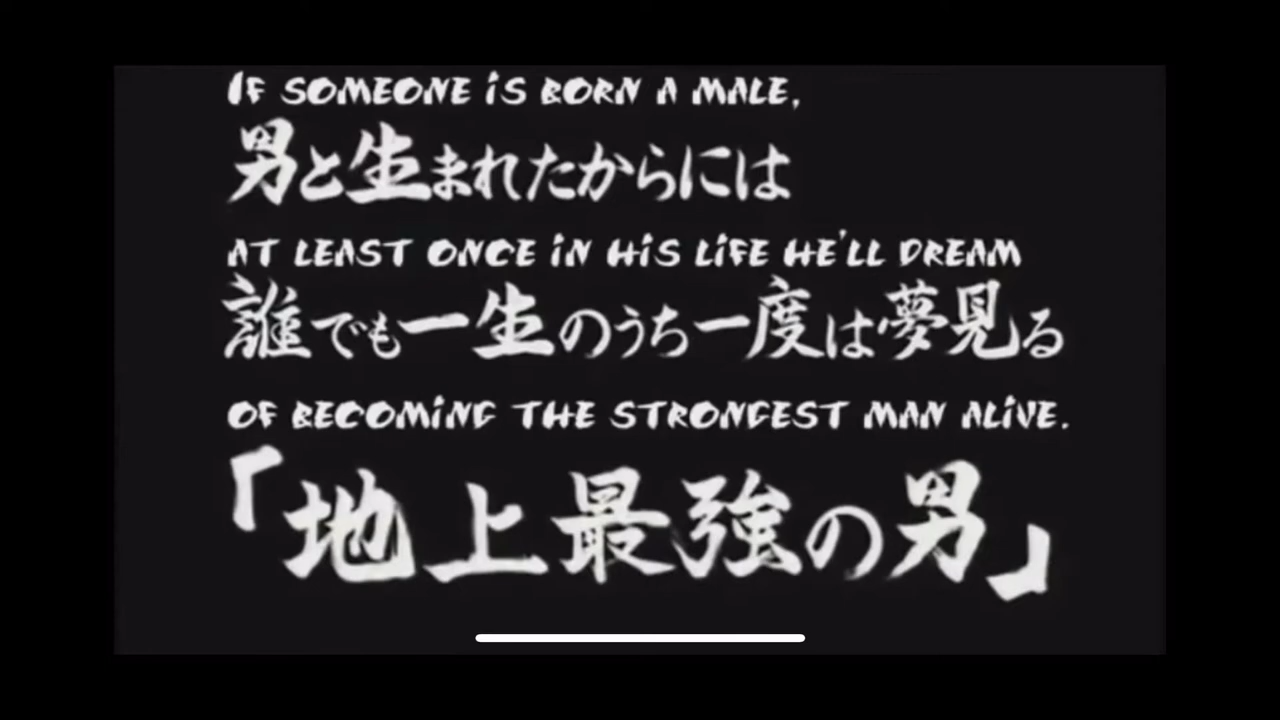 IF SOMEONE IS BORN A MALE,
男と生まれたからには
AT LEAST ONCE IN HIS LIFE HE'LL DREAM
誰でも一生のうち一度は夢見る
OF BECOMING THE STRONGEST MAN ALIVE.
「地上最強の男」